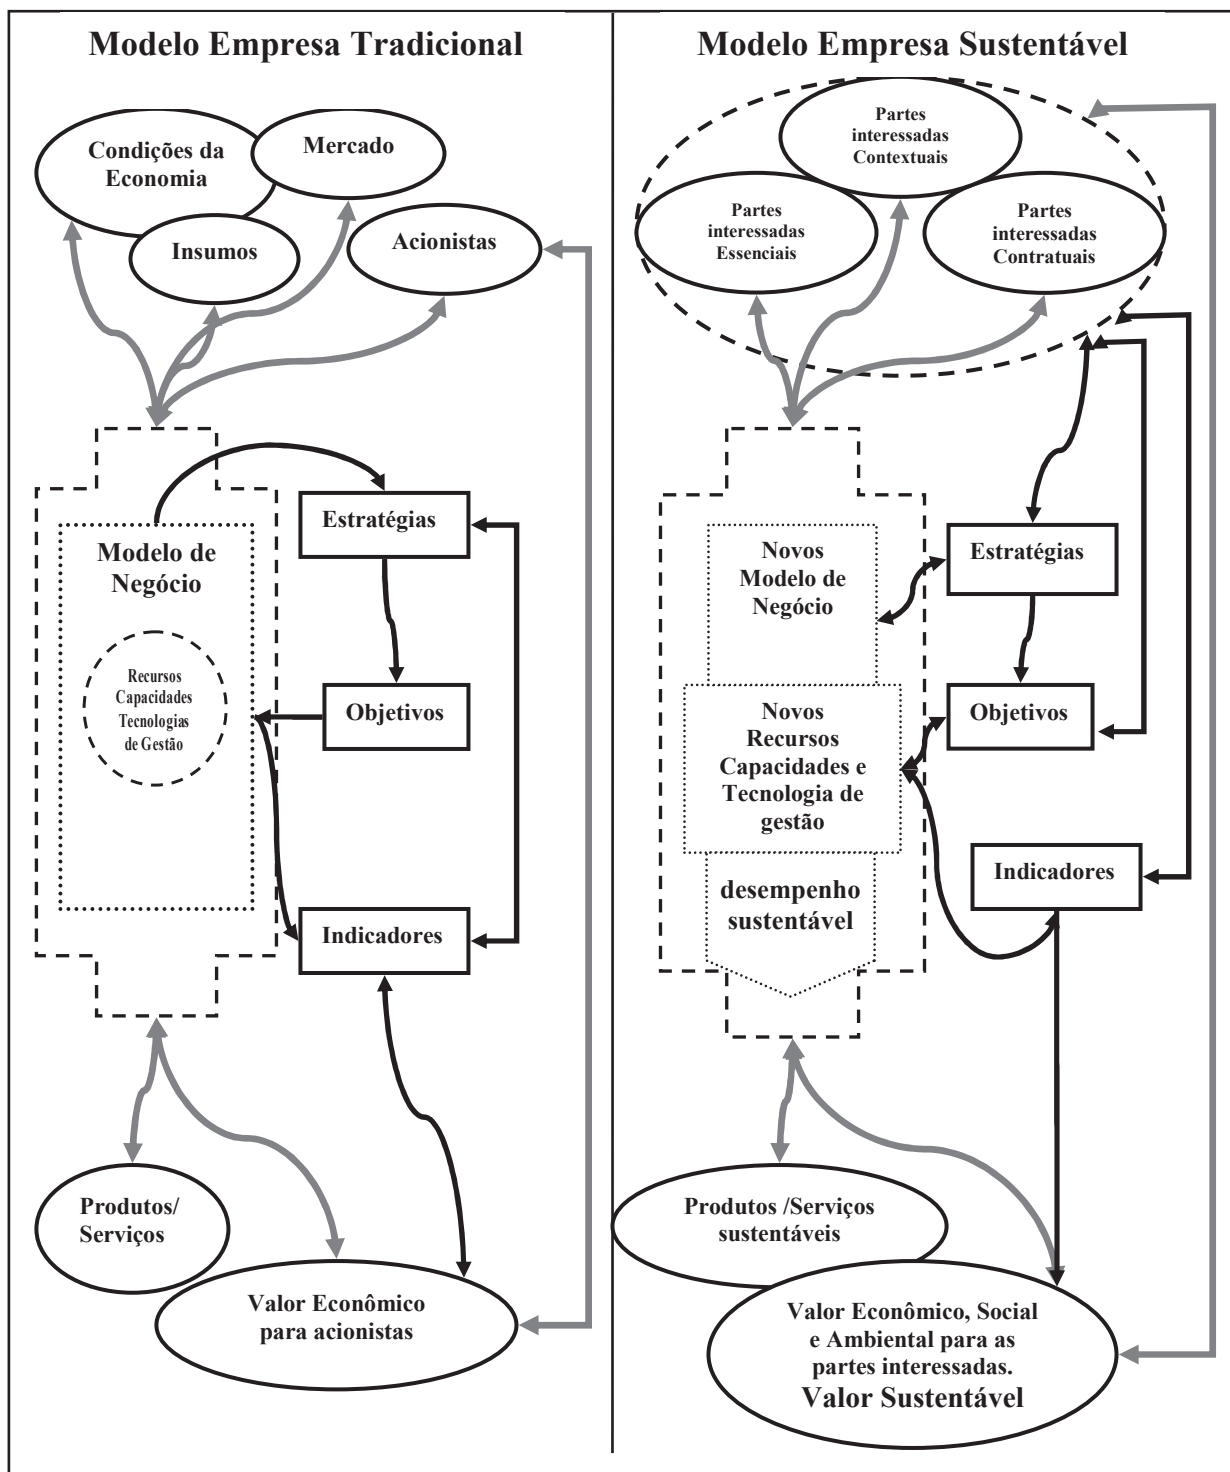 Modelo Empresa Tradicional
Condições da
Economia
Mercado
Insumos
Acionistas
Estratégias
Modelo de
Negócio
Recursos
Capacidades
Tecnologias
de Gestão
Objetivos
Indicadores
Produtos/
Serviços
Valor Econômico
para acionistas
Modelo Empresa Sustentável
Partes
interessadas
Contextuais
Partes
interessadas
Essenciais
Partes
interessadas
Contratuais
Novos
Modelo de
Negócio
Estratégias
Novos
Recursos
Capacidades e
Tecnologia de
gestão
Objetivos
desempenho
sustentável
Indicadores
Produtos /Serviços
sustentáveis
Valor Econômico, Social
e Ambiental para as
partes interessadas.
Valor Sustentável